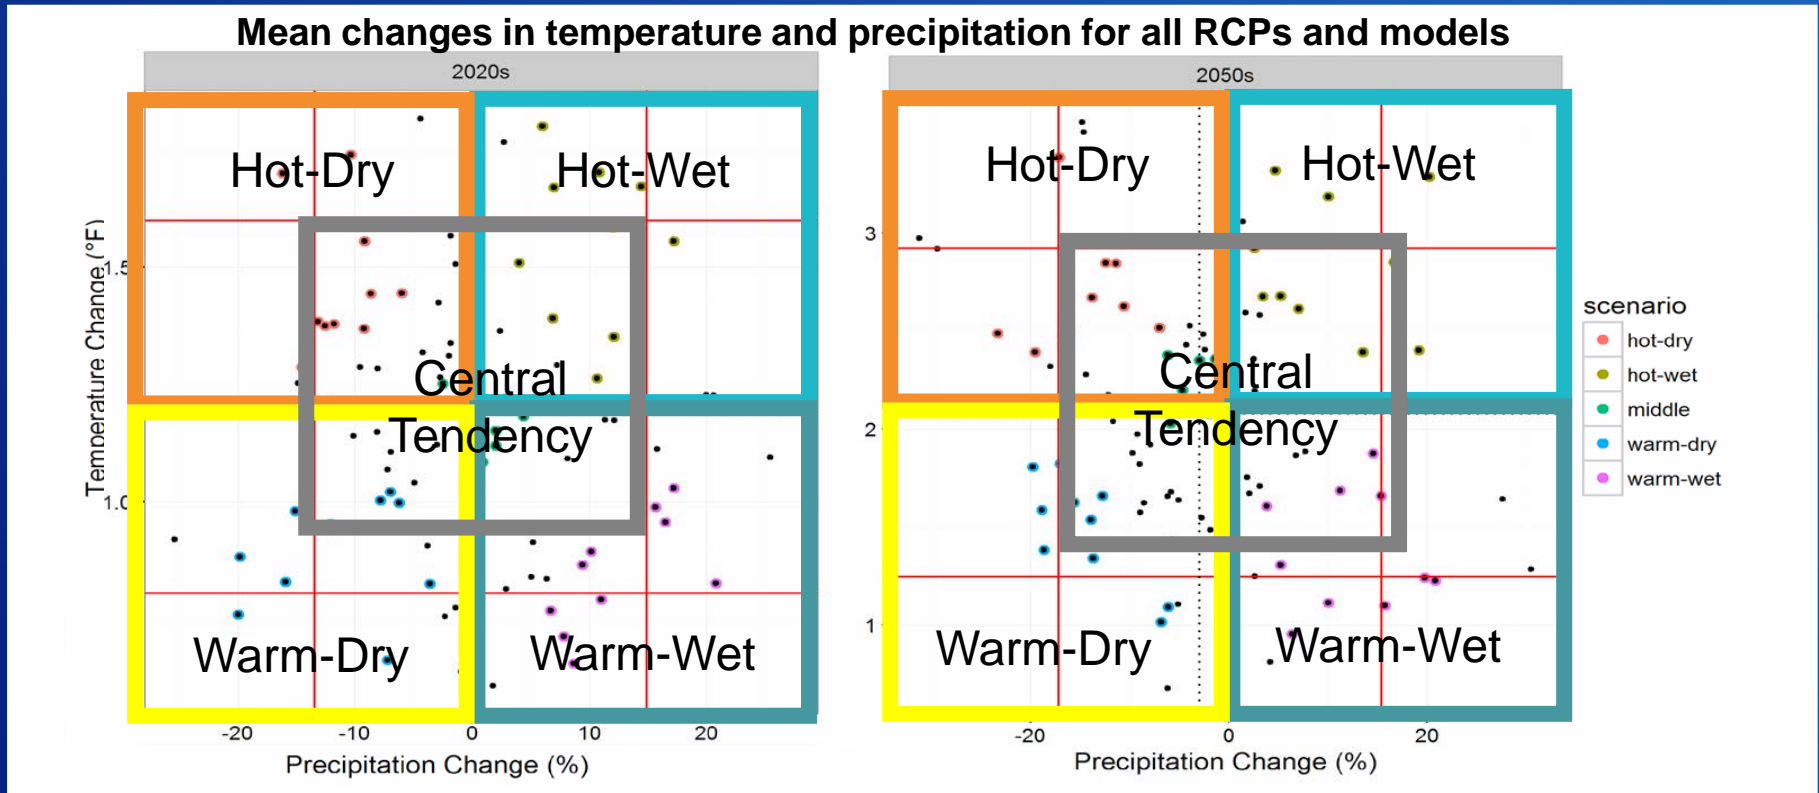 Mean changes in temperature and precipitation for all RCPs and models
2020s
2050s
Hot-Dry
Hot-Wet
Hot-Dry
Hot-Wet
Temperature Change (°F)
1.5
1.0
3
2
1
Central
Tendency
Central
Tendency
Warm-Dry
Warm-Wet
Warm-Dry
Warm-Wet
scenario
hot-dry
hot-wet
middle
warm-dry
warm-wet
-20 -10 0 10 20
-20 0 20
Precipitation Change (%)
Precipitation Change (%)